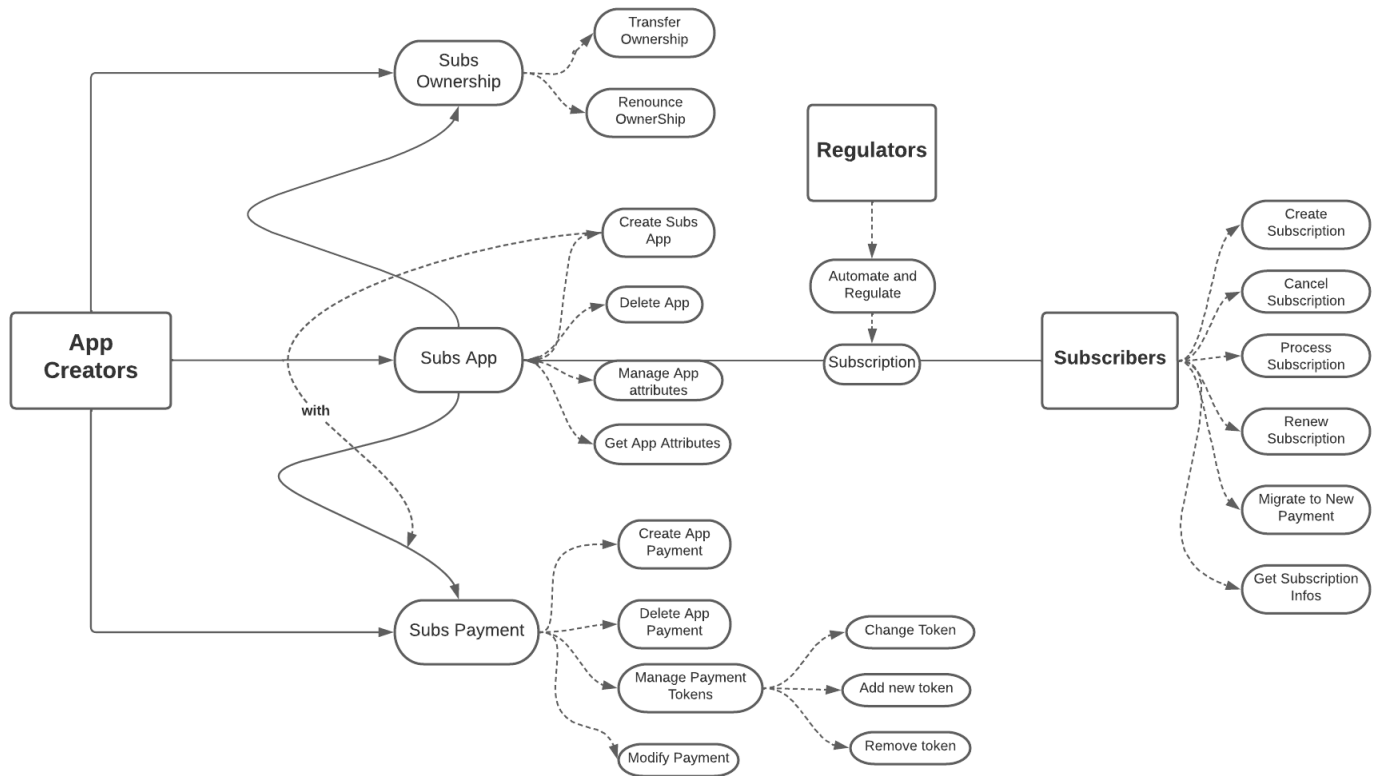 Transfer
Ownership
Subs
Ownership
Renounce
OwnerShip
Regulators
Create Subs
App
Create
Subscription
Automate and
Regulate
Cancel
Subscription
Delete App
App
Creators
Subs App
Subscription
Subscribers
Process
Subscription
Manage App
attributes
with
Renew
Subscription
Get App Attributes
Migrate to New
Payment
Create App
Payment
Get Subscription
Infos
Delete App
Payment
Subs Payment
Change Token
Manage Payment
Tokens
Add new token
Remove token
Modify Payment